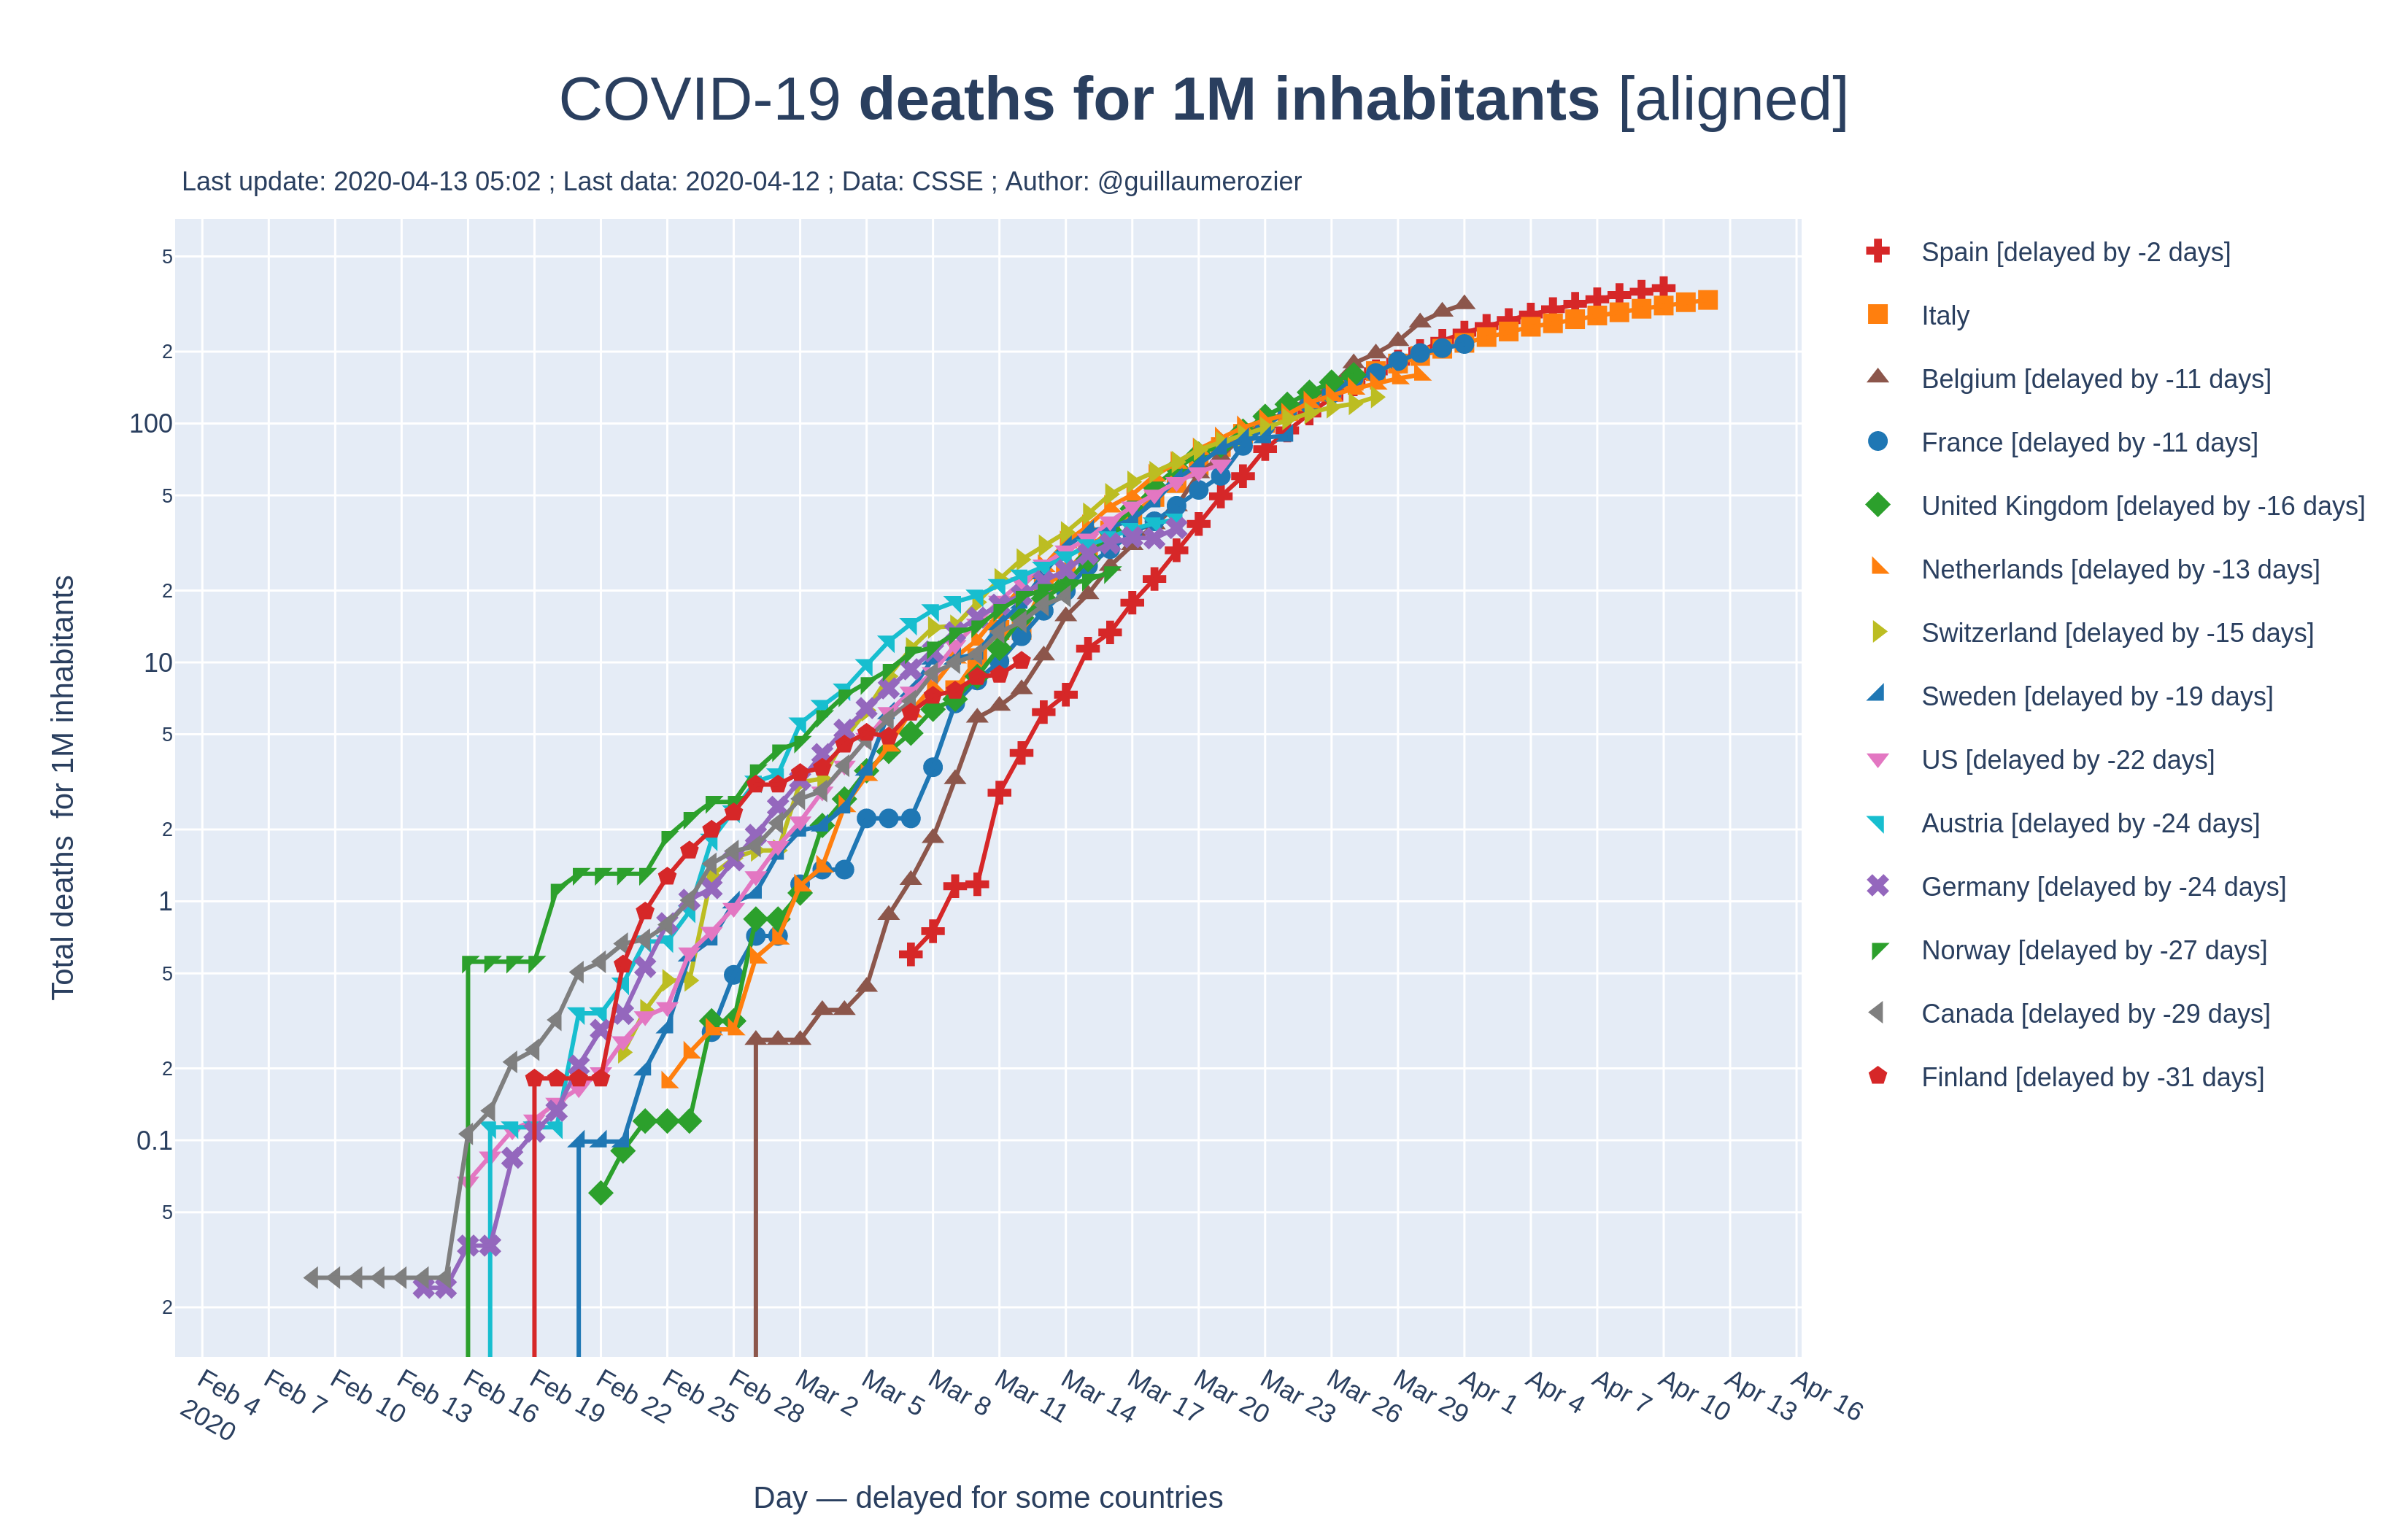 COVID-19 deaths for 1M inhabitants [aligned]
Last update: 2020-04-13 05:02 ; Last data: 2020-04-12 ; Data: CSSE ; Author: @guillaumerozier
5
2
100
5
2
10
5
2
1
5
2
0.1
5
2
Total deaths for 1M inhabitants
Feb 4
2020
Feb 7
Feb 10
Feb 13
Feb 16
Feb 19
Feb 22
Feb 25
Feb 28
Mar 2
Mar 5
Mar 8
Mar 11
Mar 14
Mar 17
Mar 20
Mar 23
Mar 26
Mar 29
Apr 1
Apr 4
Apr 7
Apr 10
Apr 13
Apr 16
Day — delayed for some countries
Spain [delayed by -2 days]
Italy
Belgium [delayed by -11 days]
France [delayed by -11 days]
United Kingdom [delayed by -16 days]
Netherlands [delayed by -13 days]
Switzerland [delayed by -15 days]
Sweden [delayed by -19 days]
US [delayed by -22 days]
Austria [delayed by -24 days]
Germany [delayed by -24 days]
Norway [delayed by -27 days]
Canada [delayed by -29 days]
Finland [delayed by -31 days]